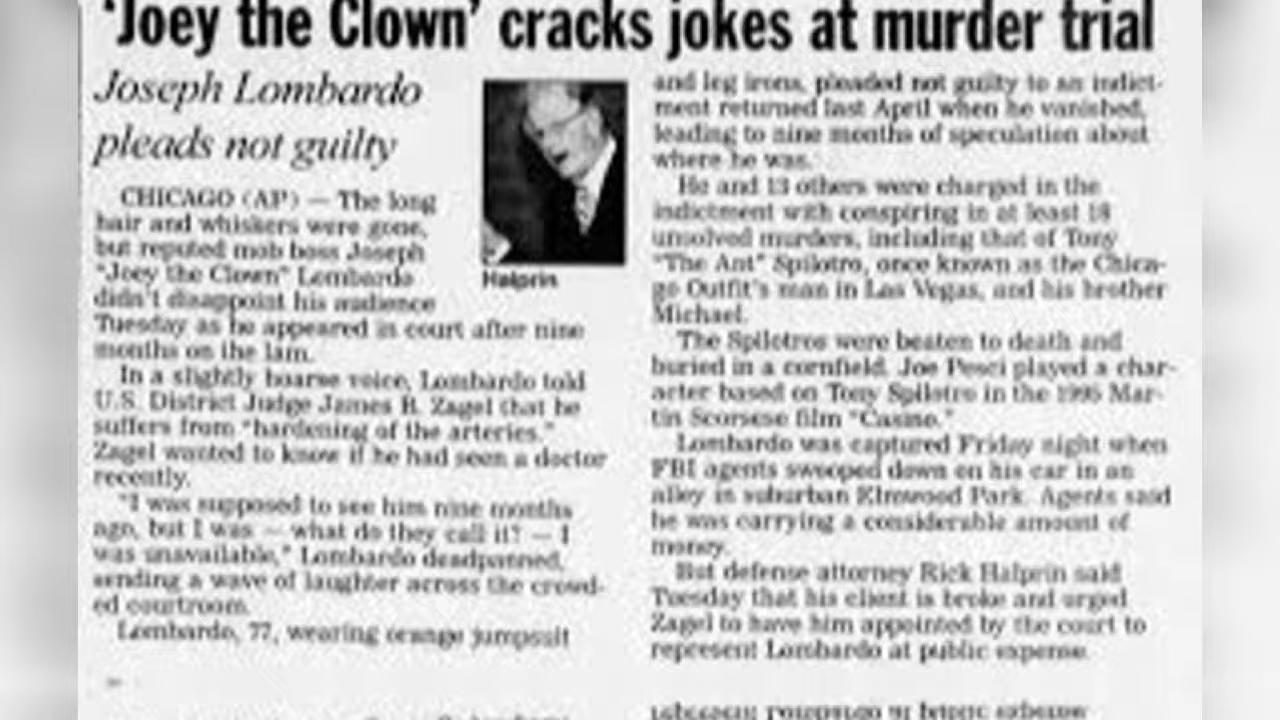 'Joey the Clown' cracks jokes at murder trial
Joseph Lombardo
pleads not guilty
CHICAGO (AP) — The long
hair and whiskers were gone,
but reputed mob boss Joseph
"Joey the Clown" Lombardo
didn't disappoint his audience
Tuesday as he appeared in court after nine
months on the lam.
In a slightly hoarse voice, Lombardo told
U.S. District Judge James B. Zagel that he
suffers from "hardening of the arteries."
Zagel wanted to know if he had seen a doctor
recently.
"I was supposed to see him nine months
ago, but I was — what do they call it? — I
was unavailable," Lombardo deadpanned,
sending a wave of laughter across the crowd-
ed courtroom.
Lombardo, 77, wearing orange jumpsuit
Halprin
and leg irons, pleaded not guilty to an indict-
ment returned last April when he vanished,
leading to nine months of speculation about
where he was.
He and 13 others were charged in the
indictment with conspiring in at least 18
unsolved murders, including that of Tony
"The Ant" Spilotro, once known as the Chica-
go Outfit's man in Las Vegas, and his brother
Michael.
The Spilotros were beaten to death and
buried in a cornfield. Joe Pesci played a char-
acter based on Tony Spilotro in the 1995 Mar-
tin Scorsese film "Casino."
Lombardo was captured Friday night when
FBI agents swooped down on his car in an
alley in suburban Elmwood Park. Agents said
he was carrying a considerable amount of
money.
But defense attorney Rick Halprin said
Tuesday that his client is broke and urged
Zagel to have him appointed by the court to
represent Lombardo at public expense.